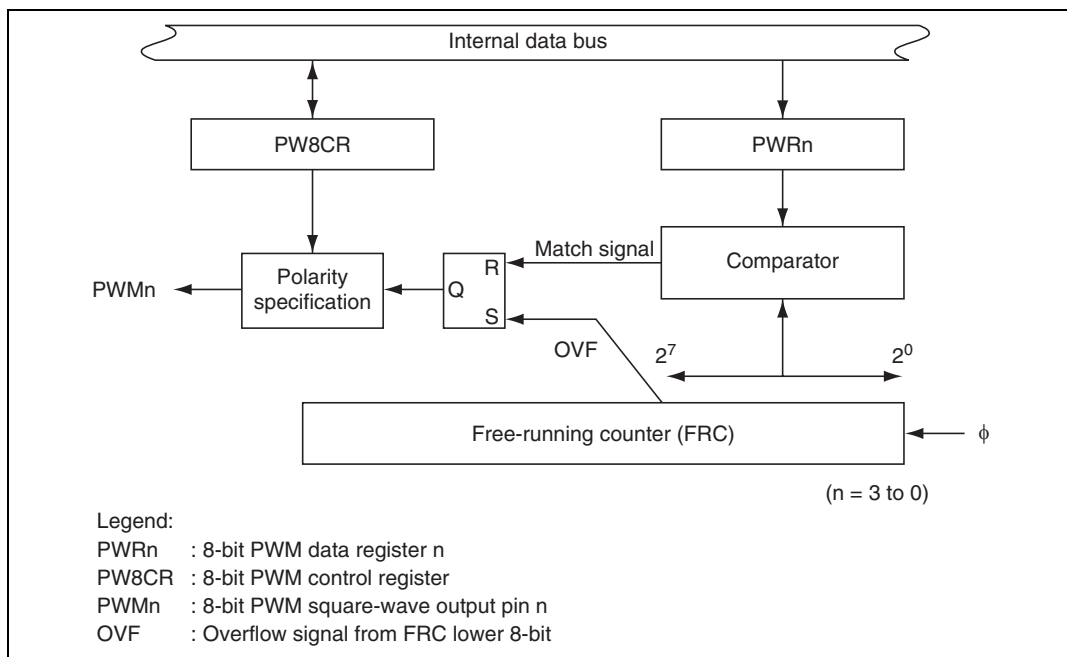 Internal data bus
PW8CR
PWRn
Match signal
R
Comparator
Polarity
specification
PWMn
Q
S
OVF
2⁷
2⁰
Free-running counter (FRC)
ϕ
(n = 3 to 0)
Legend:
PWRn : 8-bit PWM data register n
PW8CR : 8-bit PWM control register
PWMn : 8-bit PWM square-wave output pin n
OVF : Overflow signal from FRC lower 8-bit